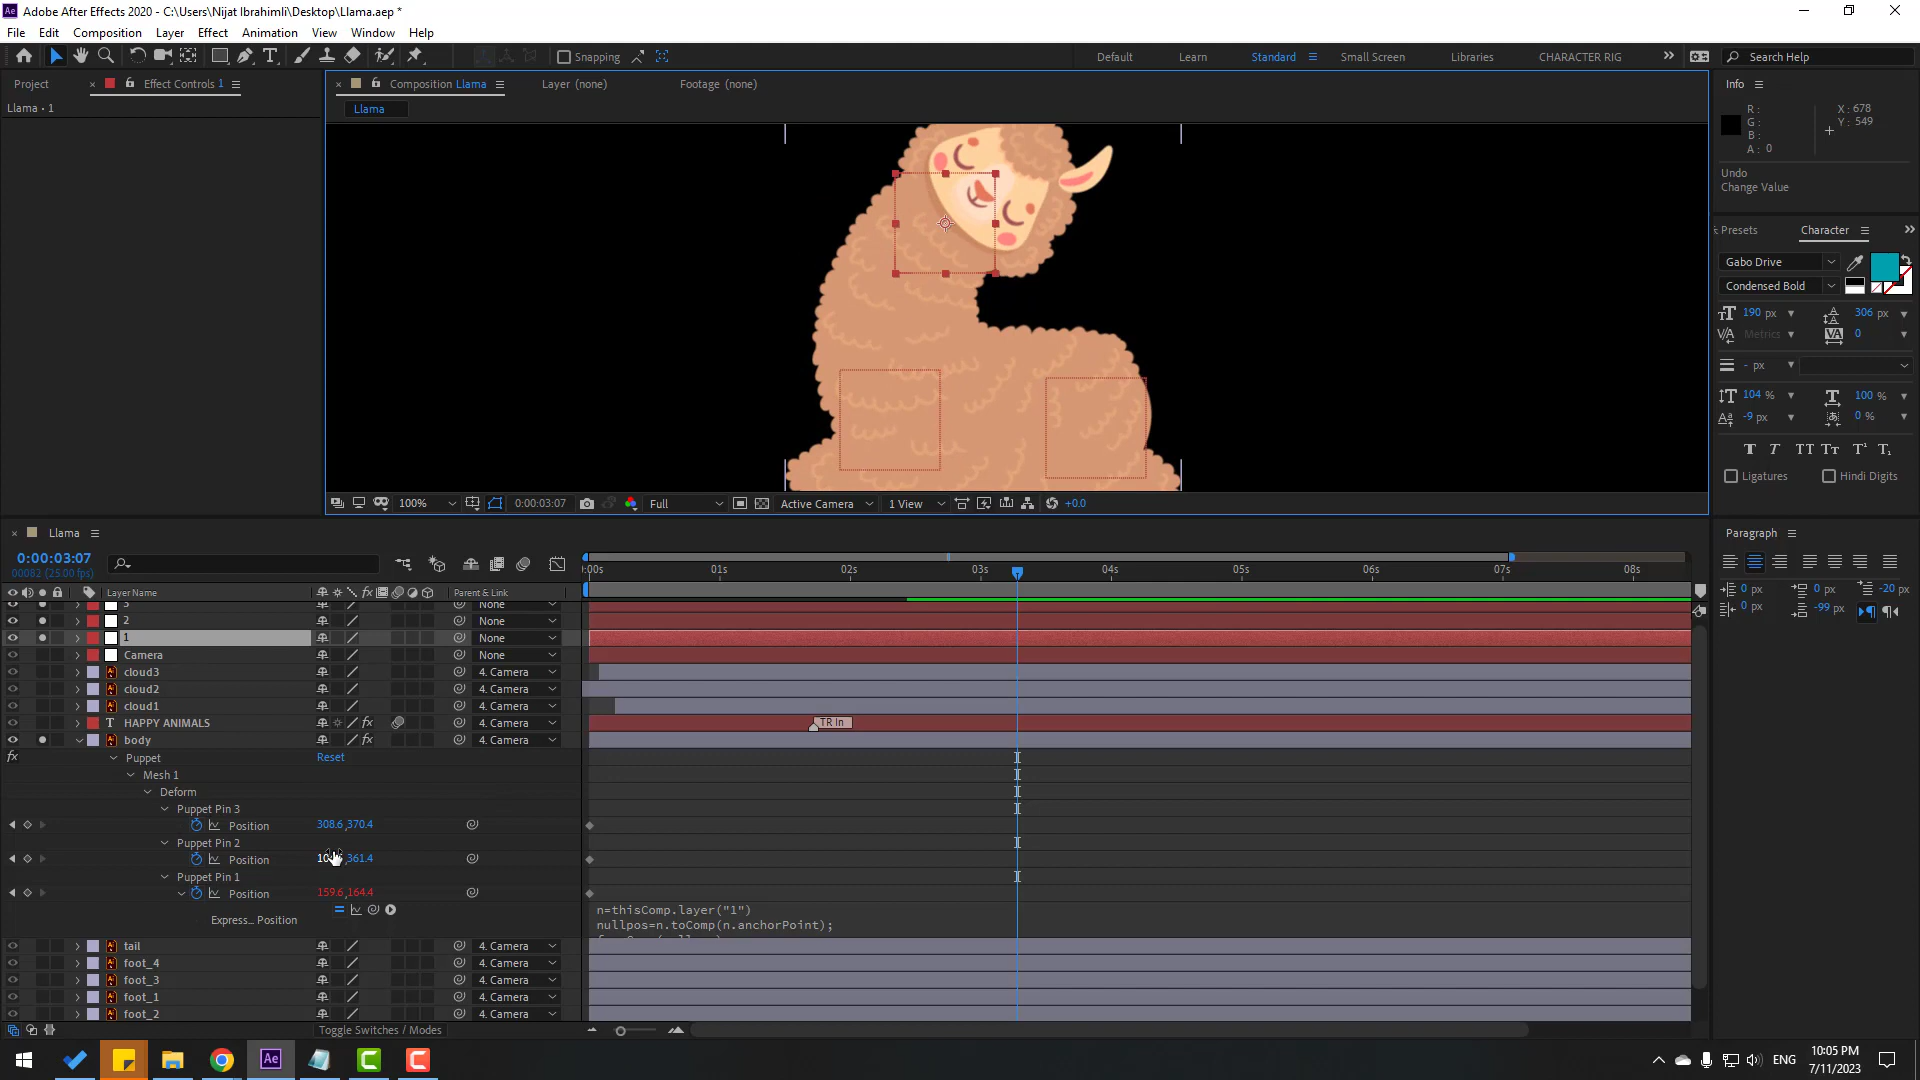 Adobe After Effects 2020 - C:\Users\Nijat Ibrahimli\Desktop\Llama.aep *
File Edit Composition Layer Effect Animation View Window Help
Snapping
Default Learn Standard Small Screen Libraries CHARACTER RIG
Search Help
Project
Effect Controls 1
Llama • 1
Composition Llama
Layer (none)
Footage (none)
Llama
Info
R :
G :
B :
A : 0
X : 678
Y : 549
Undo
Change Value
Presets
Character
Gabo Drive
Condensed Bold
190 px
306 px
Metrics
0
- px
104 %
100 %
-9 px
0 %
Ligatures
Hindi Digits
Paragraph
0 px 0 px -20 px
0 px -99 px
100%
0:00:03:07
Full
Active Camera
1 View
+0.0
Llama
0:00:03:07
00082 (25.00 fps)
:00s 01s 02s 03s 04s 05s 06s 07s 08s
Layer Name
Parent & Link
3 None
2 None
1 None
Camera None
cloud3 4. Camera
cloud2 4. Camera
cloud1 4. Camera
T HAPPY ANIMALS fx 4. Camera TR In
body fx 4. Camera
fx Puppet Reset
Mesh 1
Deform
Puppet Pin 3
Position 308.6,370.4
Puppet Pin 2
Position 361.4
Puppet Pin 1
Position 159.6,164.4
Express... Position
n=thisComp.layer("1")
nullpos=n.toComp(n.anchorPoint);
tail 4. Camera
foot_4 4. Camera
foot_3 4. Camera
foot_1 4. Camera
foot_2 4. Camera
Toggle Switches / Modes
Ae
ENG
10:05 PM
7/11/2023